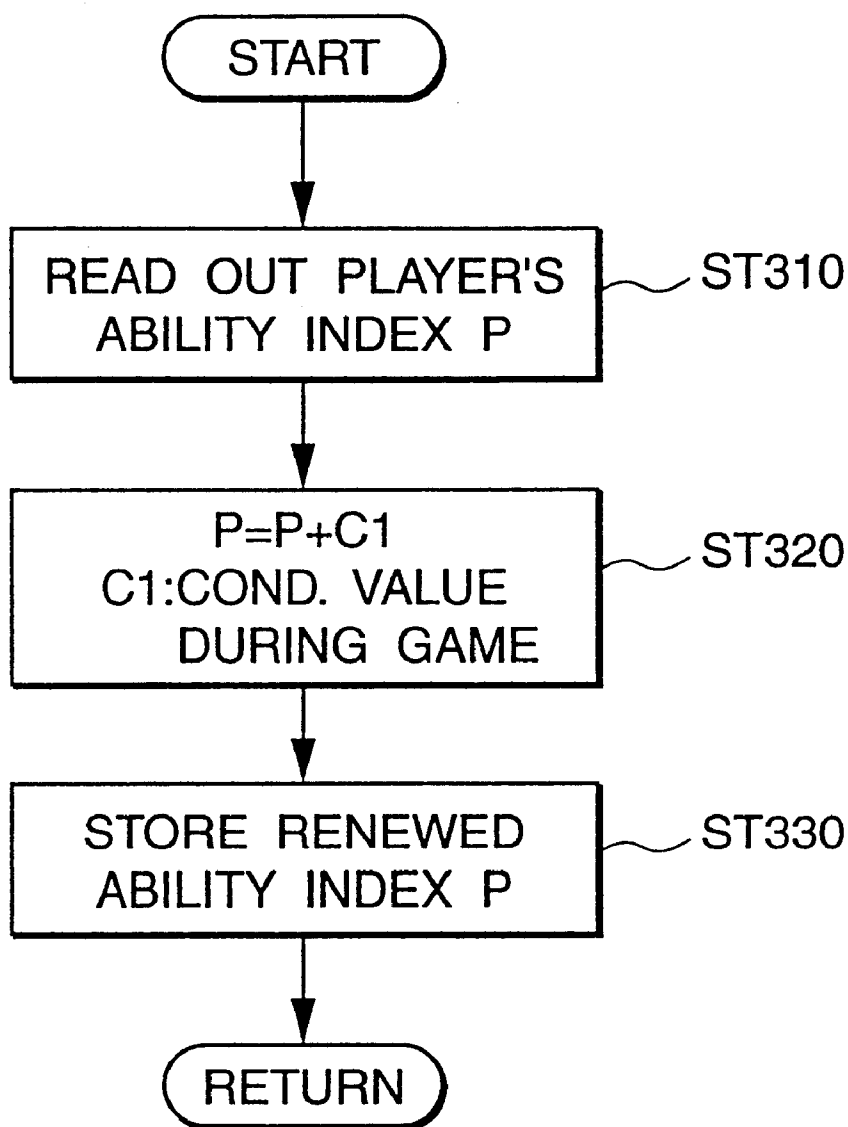 START
READ OUT PLAYER'S
ABILITY INDEX P
ST310
P=P+C1
C1:COND. VALUE
DURING GAME
ST320
STORE RENEWED
ABILITY INDEX P
ST330
RETURN